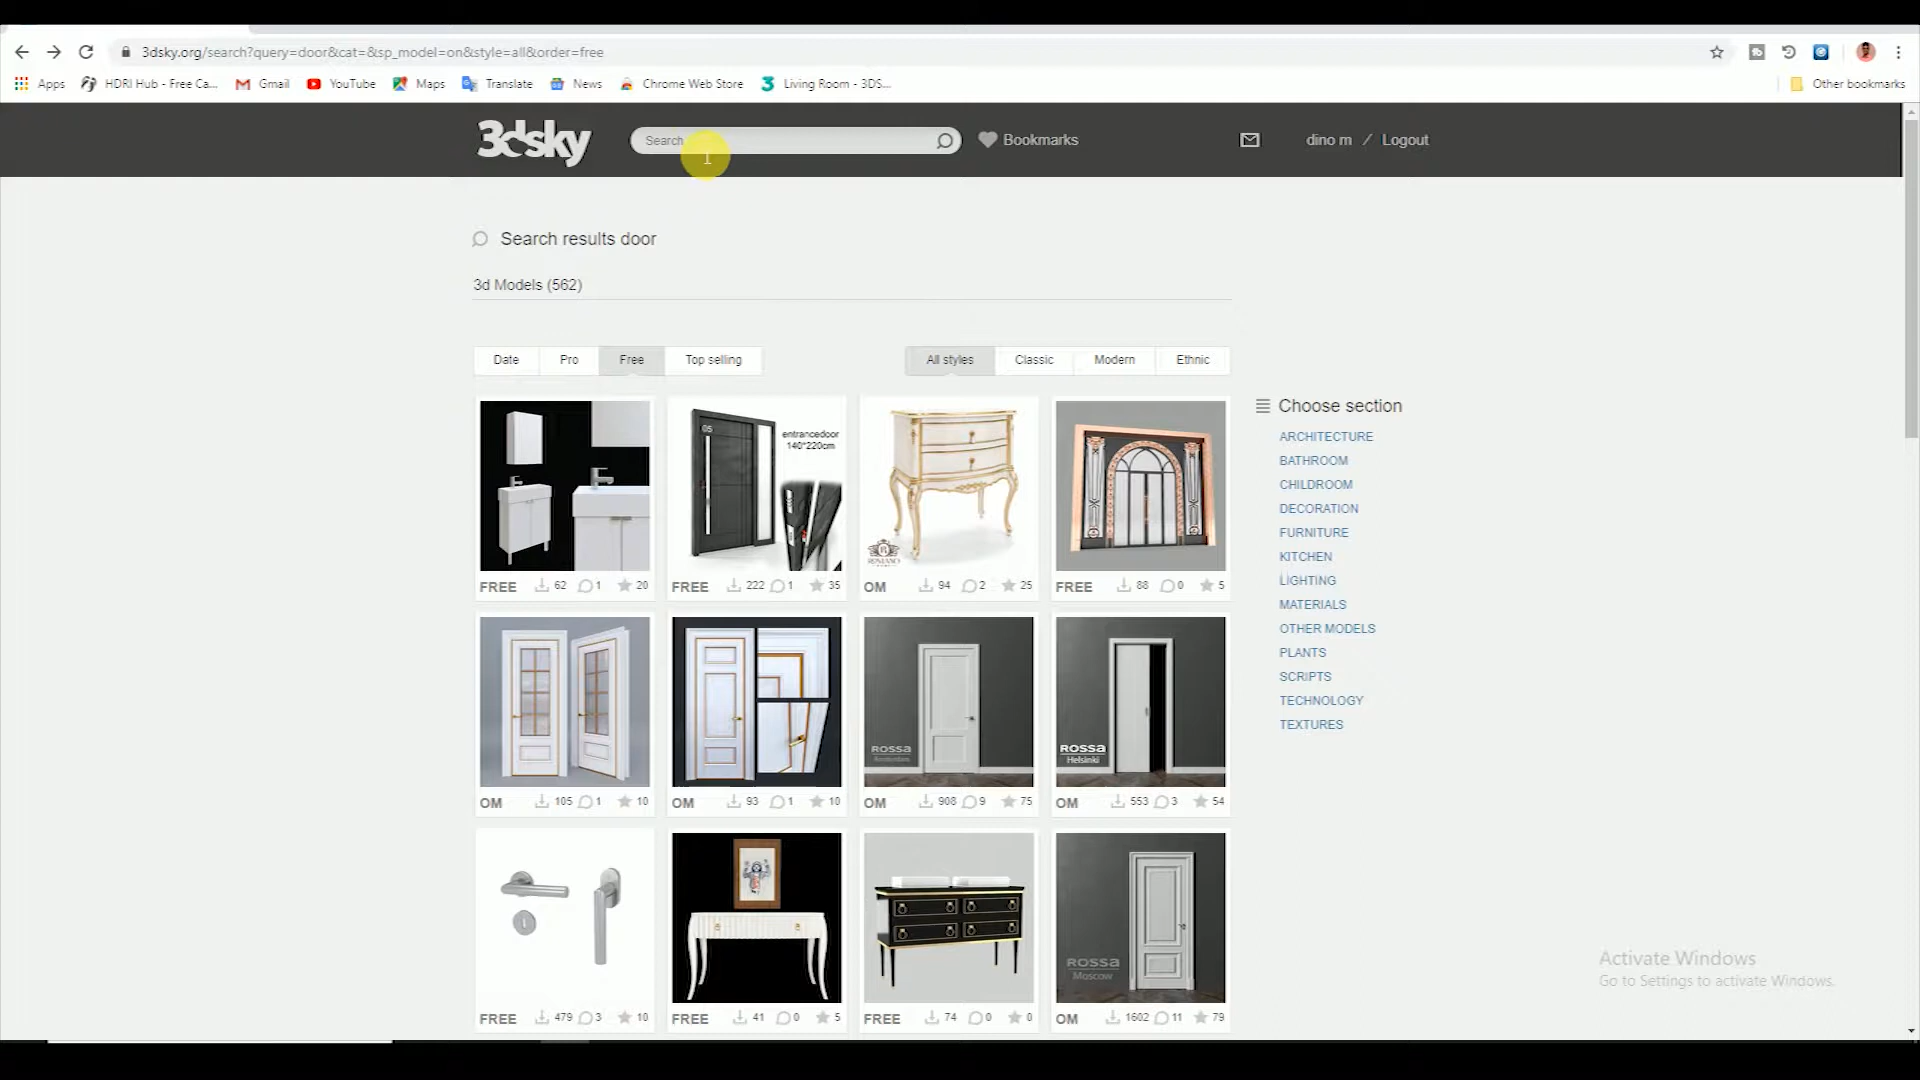 3dsky.org/search?query=door&cat=&sp_model=on&style=all&order=free
Apps HDRI Hub - Free Ca... Gmail YouTube Maps Translate News Chrome Web Store Living Room - 3DS... Other bookmarks
3dsky Search Bookmarks dino m / Logout
Search results door
3d Models (562)
Date Pro Free Top selling All styles Classic Modern Ethnic
Choose section
ARCHITECTURE
BATHROOM
CHILDROOM
DECORATION
FURNITURE
KITCHEN
LIGHTING
MATERIALS
OTHER MODELS
PLANTS
SCRIPTS
TECHNOLOGY
TEXTURES
05
entrancedoor
140*220cm
FREE 62 1 20
FREE 222 1 35
OM 94 2 25
FREE 88 0 5
ROSSA
ROSSA
Helsinki
OM 105 1 10
OM 93 1 10
OM 908 9 75
OM 553 3 54
ROSSA
Moscow
FREE 479 3 10
FREE 41 0 5
FREE 74 0 0
OM 1602 11 79
Activate Windows
Go to Settings to activate Windows.